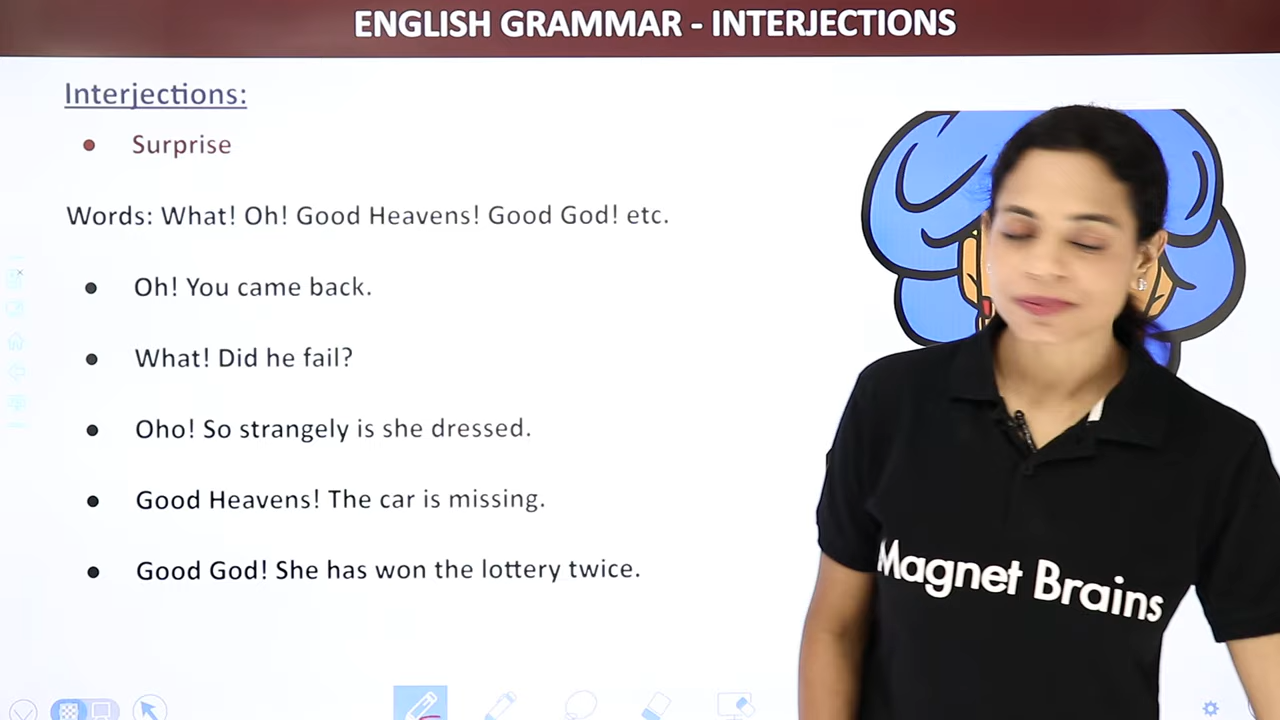 ENGLISH GRAMMAR - INTERJECTIONS
Interjections:
• Surprise
Words: What! Oh! Good Heavens! Good God! etc.
• Oh! You came back.
• What! Did he fail?
• Oho! So strangely is she dressed.
• Good Heavens! The car is missing.
• Good God! She has won the lottery twice.
Magnet Brains